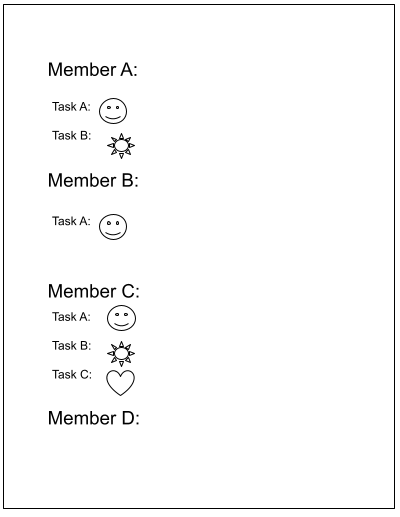 Member A:
Task A:
Task B:
Member B:
Task A:
Member C:
Task A:
Task B:
Task C:
Member D: